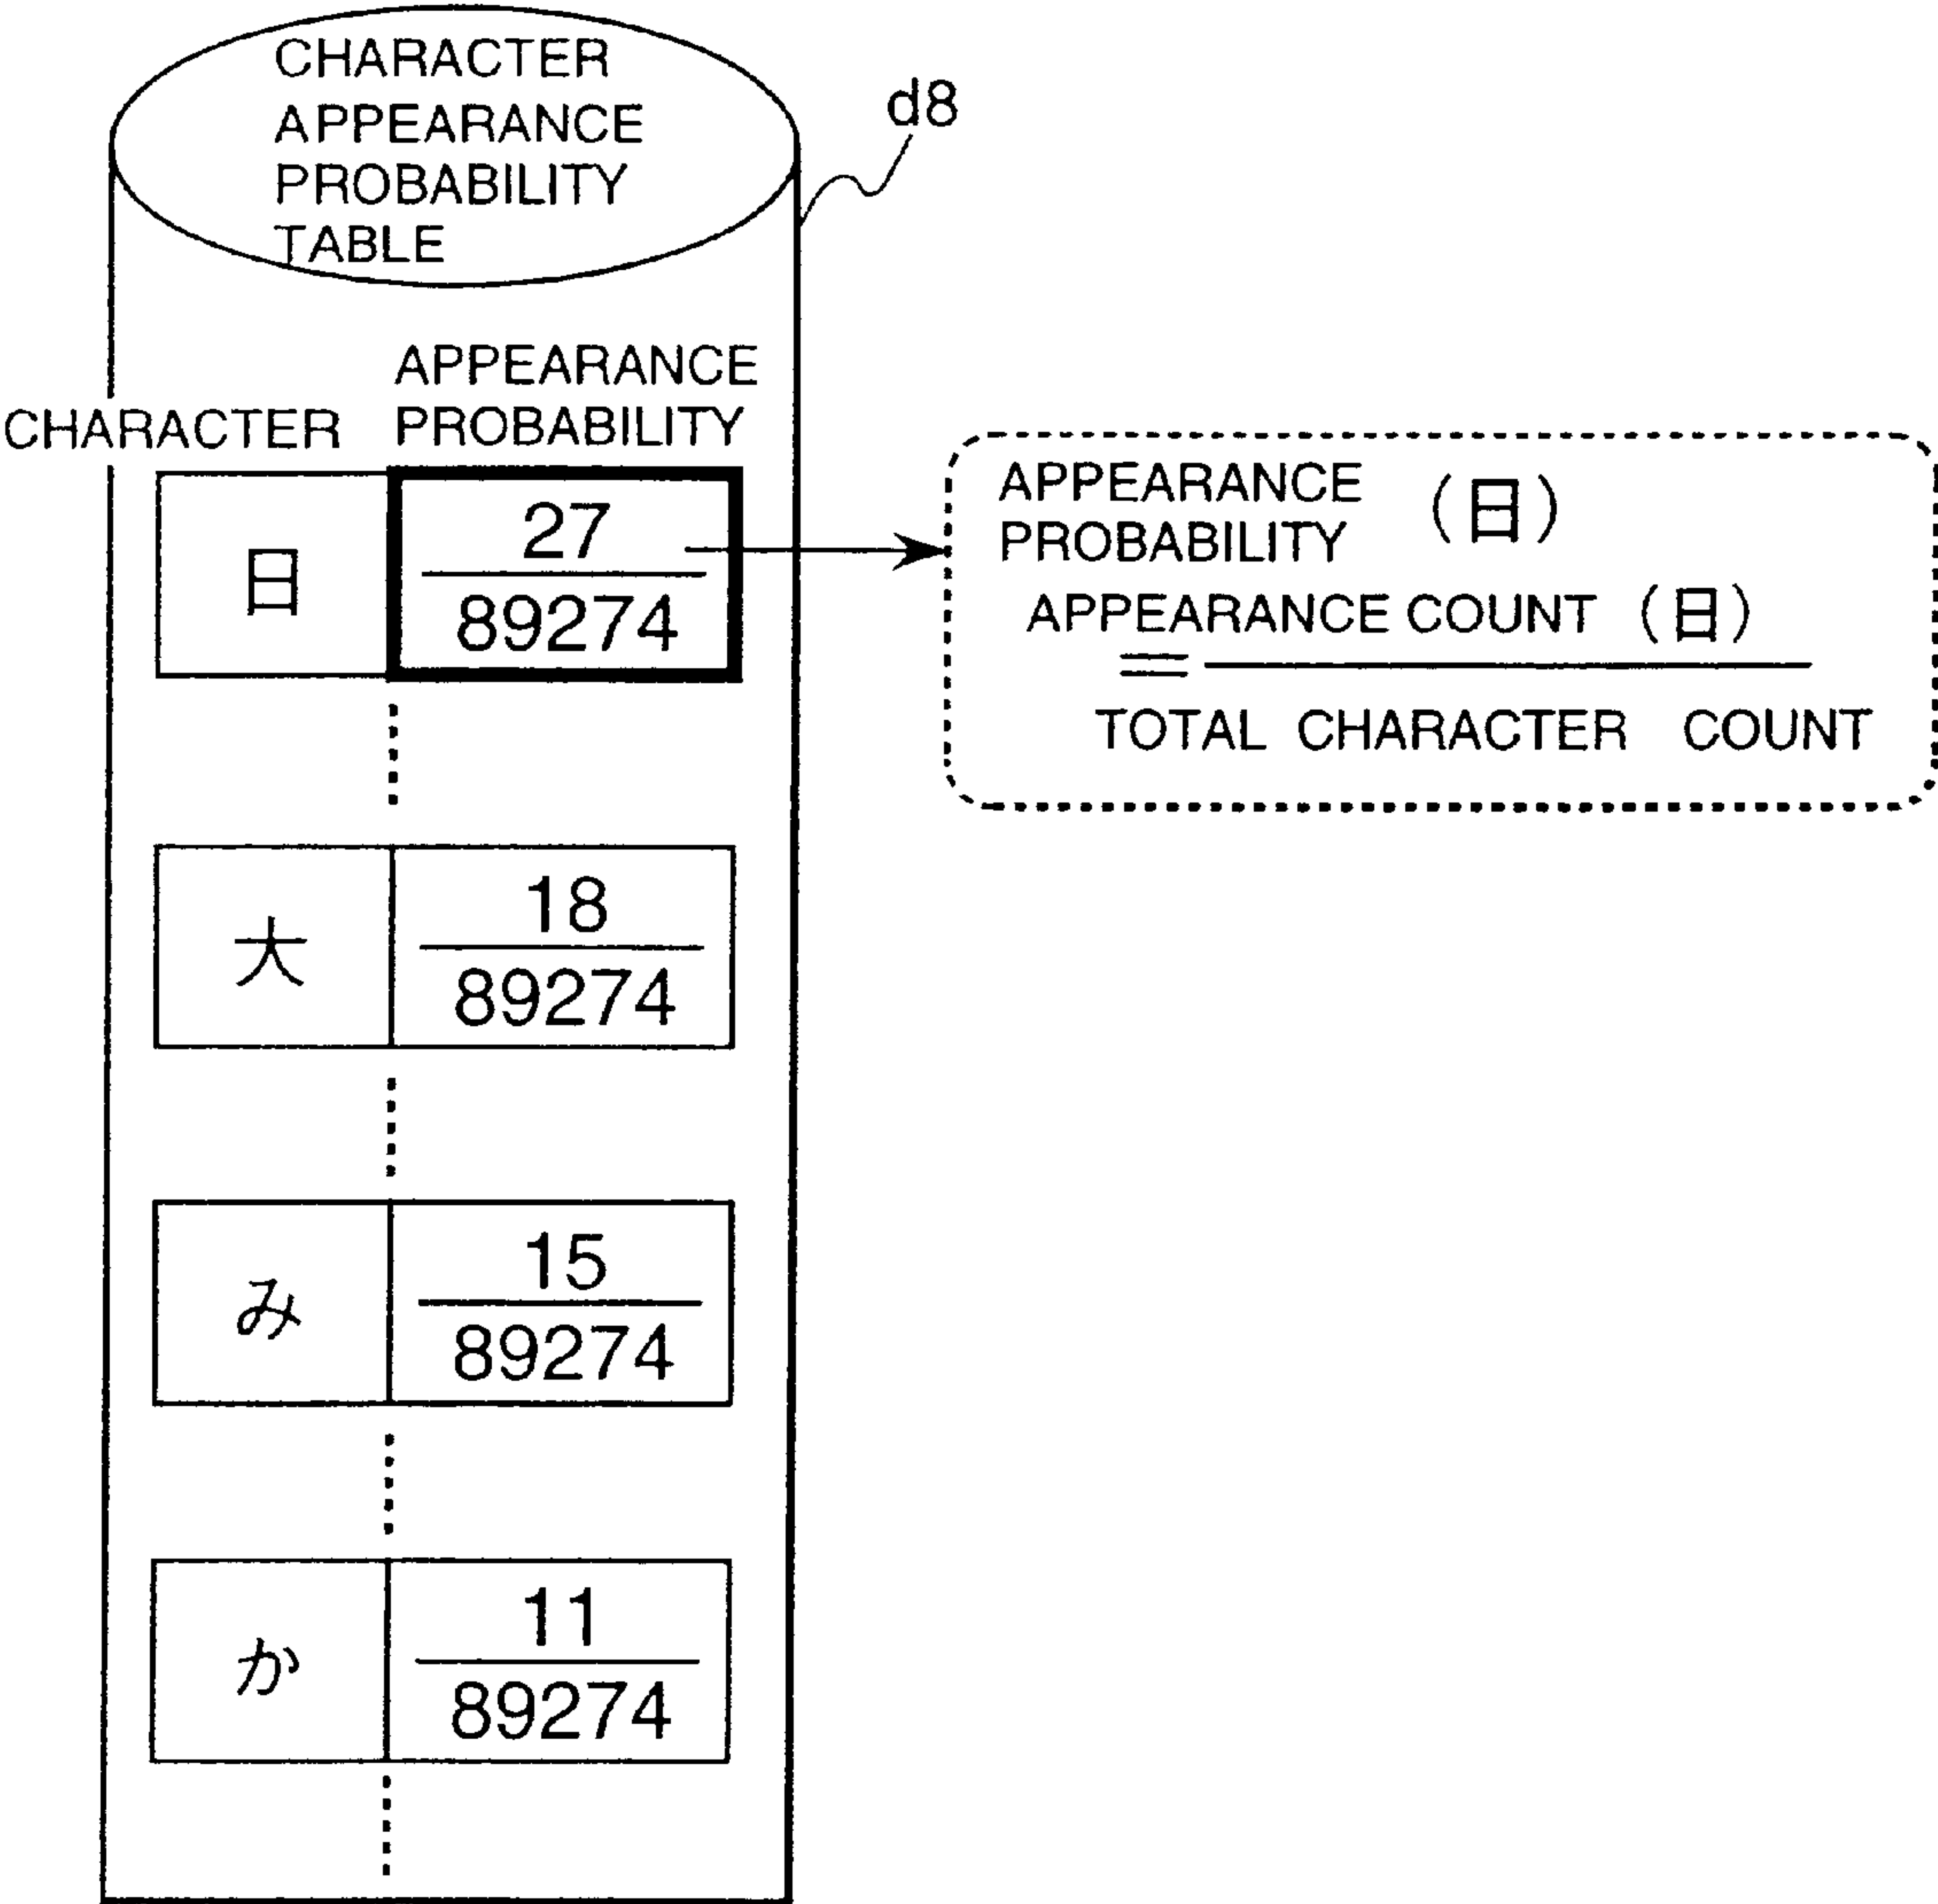 CHARACTER
APPEARANCE
PROBABILITY
TABLE
d8
CHARACTER
APPEARANCE
PROBABILITY
日
27
89274
APPEARANCE
PROBABILITY (日)
APPEARANCE COUNT (日)
=
TOTAL CHARACTER COUNT
大
18
89274
み
15
89274
か
11
89274